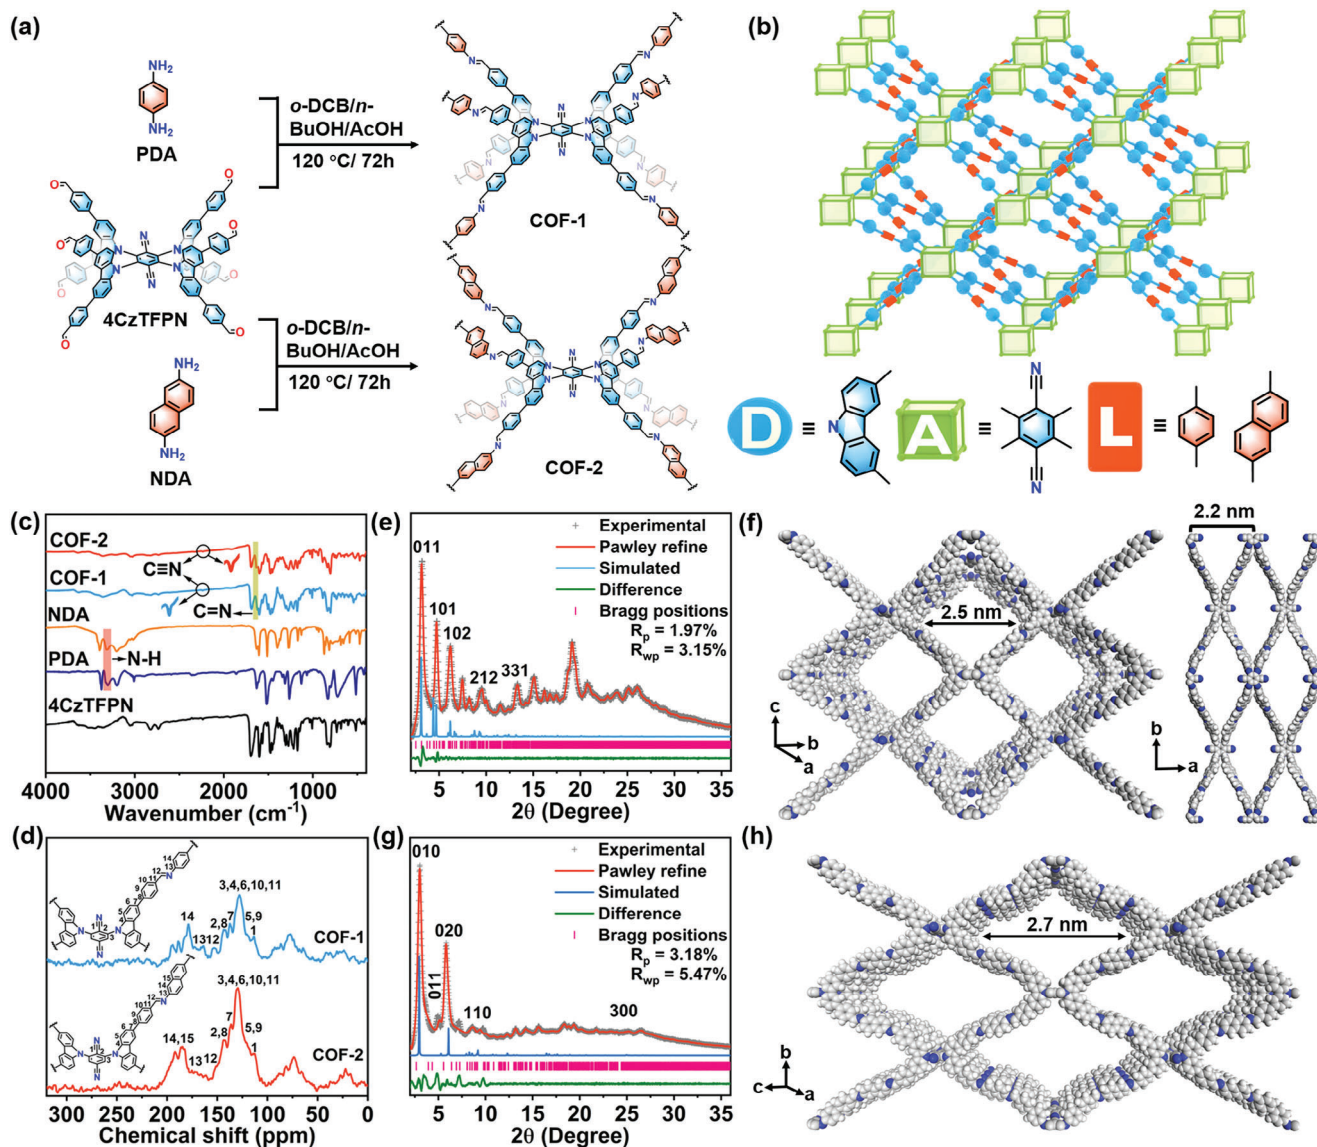 (a)
NH2
NH2
PDA
o-DCB/n-
BuOH/AcOH
120 °C/ 72h
4CzTFPN
o-DCB/n-
BuOH/AcOH
120 °C/ 72h
NH2
NH2
NDA
COF-1
COF-2
(b)
D ≡ N
A ≡ N N
L ≡
(c)
COF-2
C≡N
COF-1
C=N
NDA
N-H
PDA
4CzTFPN
4000 3000 2000 1000
Wavenumber (cm-1)
(d)
3,4,6,10,11
14
2,8
7
5,9
13
12
1
COF-1
3,4,6,10,11
7
2,8
5,9
14,15
13
12
1
COF-2
300 250 200 150 100 50 0
Chemical shift (ppm)
(e)
011
101
102
212
331
Experimental
Pawley refine
Simulated
Difference
Bragg positions
Rp = 1.97%
Rwp = 3.15%
5 10 15 20 25 30 35
2θ (Degree)
(f)
2.5 nm
c
b
a
2.2 nm
b
a
(g)
010
011
020
110
300
Experimental
Pawley refine
Simulated
Difference
Bragg positions
Rp = 3.18%
Rwp = 5.47%
5 10 15 20 25 30 35
2θ (Degree)
(h)
2.7 nm
b
c
a